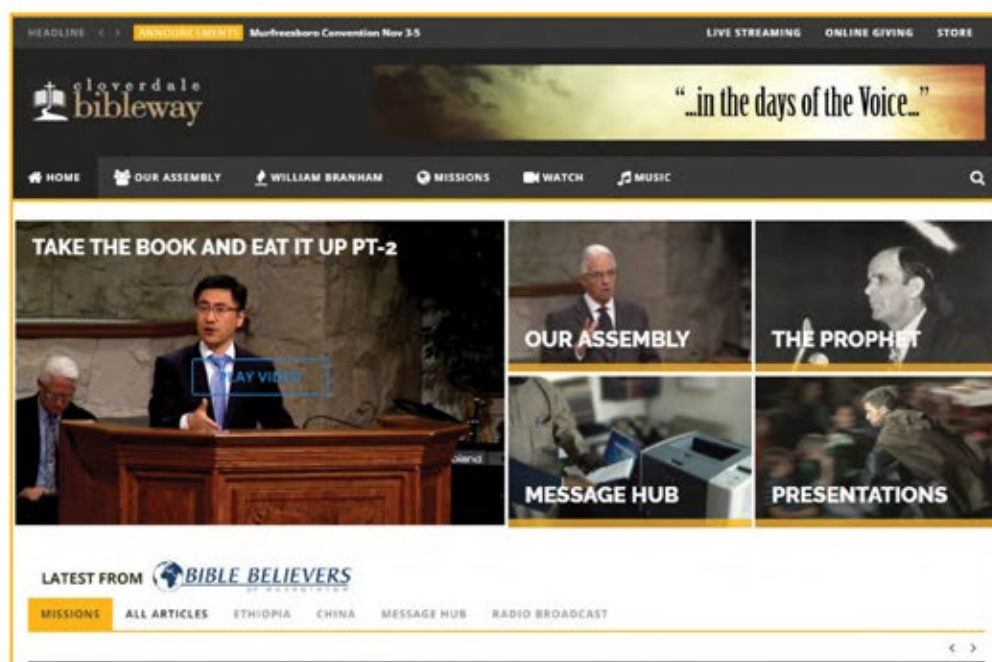 HEADLINE < > ANNOUNCEMENTS Murfreesboro Convention Nov 3-5 LIVE STREAMING ONLINE GIVING STORE
cloverdale
bibleway
“...in the days of the Voice...”
HOME OUR ASSEMBLY WILLIAM BRANHAM MISSIONS WATCH MUSIC
TAKE THE BOOK AND EAT IT UP PT-2
PLAY VIDEO
Roland
OUR ASSEMBLY
THE PROPHET
MESSAGE HUB
PRESENTATIONS
LATEST FROM BIBLE BELIEVERS
MISSIONS ALL ARTICLES ETHIOPIA CHINA MESSAGE HUB RADIO BROADCAST
< >